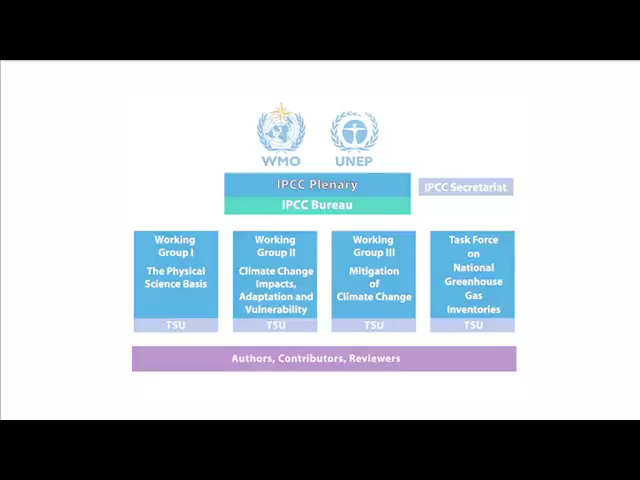 WMO UNEP
IPCC Plenary
IPCC Secretariat
IPCC Bureau
Working
Group I
The Physical
Science Basis
TSU
Working
Group II
Climate Change
Impacts,
Adaptation and
Vulnerability
TSU
Working
Group III
Mitigation
of
Climate Change
TSU
Task Force
on
National
Greenhouse
Gas
Inventories
TSU
Authors, Contributors, Reviewers